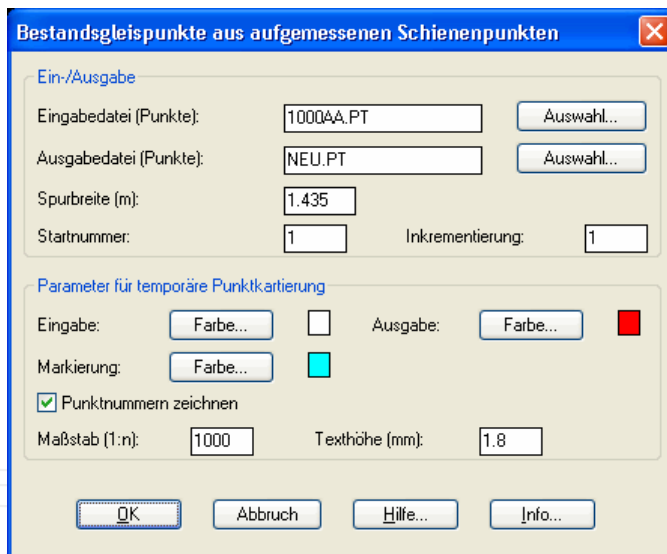 Bestandsgleispunkte aus aufgemessenen Schienenpunkten
Ein-/Ausgabe
Eingabedatei (Punkte): 1000AA.PT Auswahl...
Ausgabedatei (Punkte): NEU.PT Auswahl...
Spurbreite (m): 1.435
Startnummer: 1 Inkrementierung: 1
Parameter für temporäre Punktkartierung
Eingabe: Farbe... Ausgabe: Farbe...
Markierung: Farbe...
Punktnummern zeichnen
Maßstab (1:n): 1000 Texthöhe (mm): 1.8
OK Abbruch Hilfe... Info...